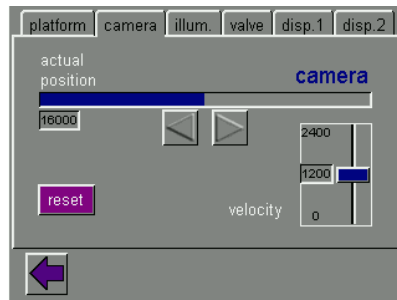 platform camera illum. valve disp.1 disp.2
actual
position
camera
16000
2400
1200
reset
velocity
0